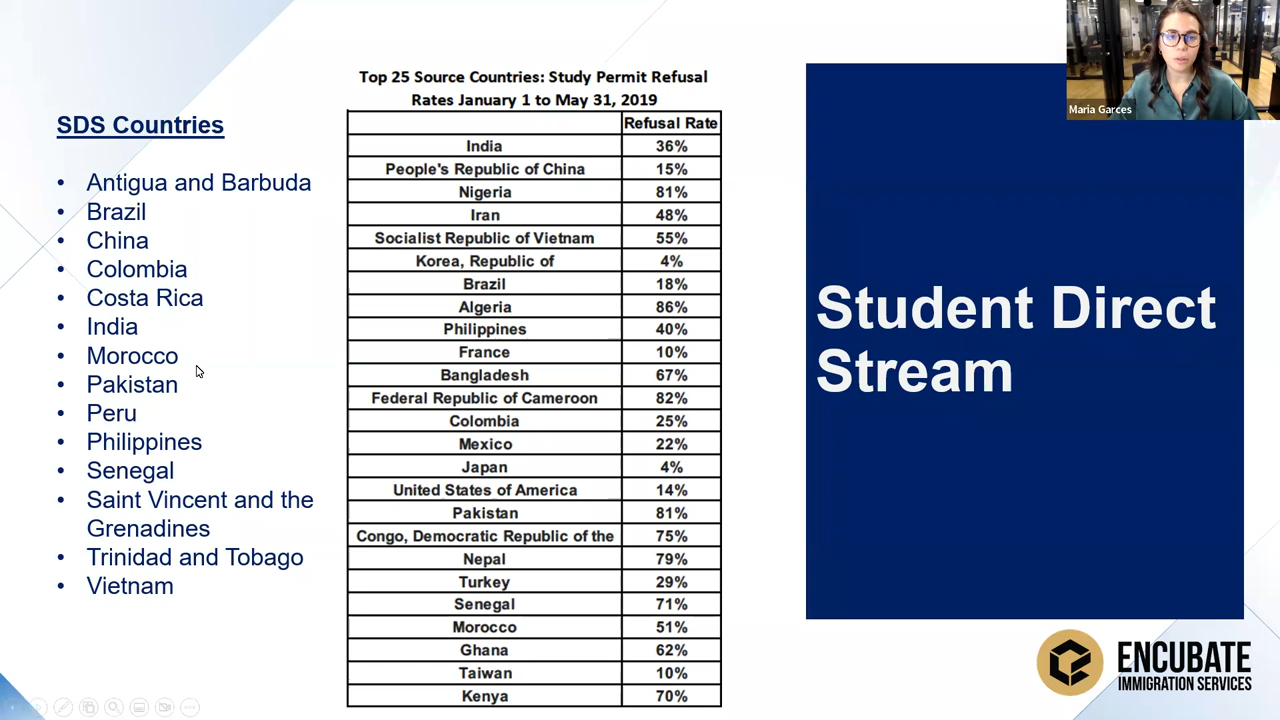 SDS Countries
• Antigua and Barbuda
• Brazil
• China
• Colombia
• Costa Rica
• India
• Morocco
• Pakistan
• Peru
• Philippines
• Senegal
• Saint Vincent and the
Grenadines
• Trinidad and Tobago
• Vietnam
Top 25 Source Countries: Study Permit Refusal
Rates January 1 to May 31, 2019
Refusal Rate
India 36%
People's Republic of China 15%
Nigeria 81%
Iran 48%
Socialist Republic of Vietnam 55%
Korea, Republic of 4%
Brazil 18%
Algeria 86%
Philippines 40%
France 10%
Bangladesh 67%
Federal Republic of Cameroon 82%
Colombia 25%
Mexico 22%
Japan 4%
United States of America 14%
Pakistan 81%
Congo, Democratic Republic of the 75%
Nepal 79%
Turkey 29%
Senegal 71%
Morocco 51%
Ghana 62%
Taiwan 10%
Kenya 70%
Maria Garces
Student Direct
Stream
ENCUBATE
IMMIGRATION SERVICES